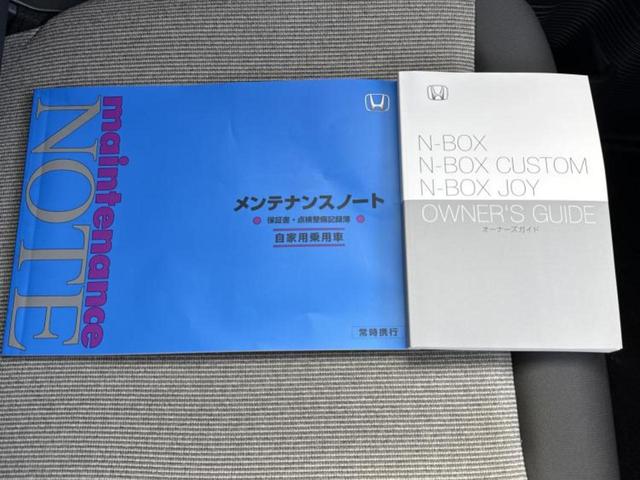 maintenance
NOTE
メンテナンスノート
保証書・点検整備記録簿
自家用乗用車
常時携行
N-BOX
N-BOX CUSTOM
N-BOX JOY
OWNER'S GUIDE
オーナーズガイド